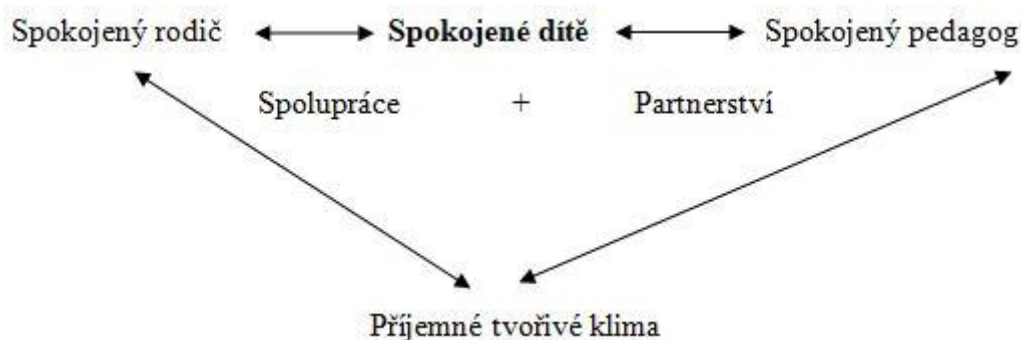 Spokojený rodič Spokojené dítě Spokojený pedagog
Spolupráce + Partnerství
Příjemné tvořivé klima